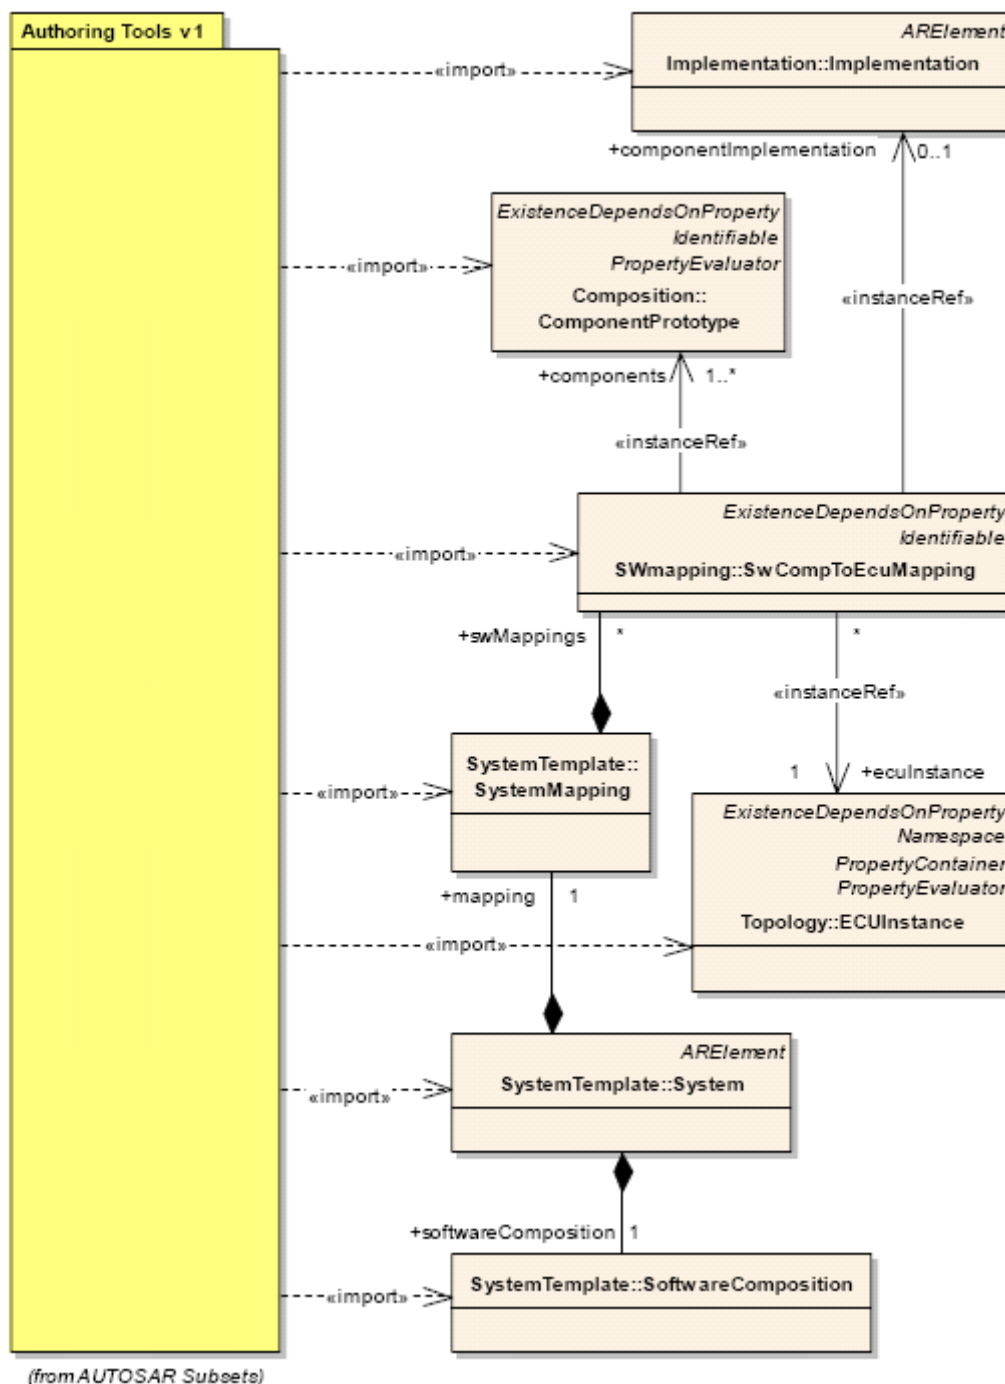 Authoring Tools v1
ARElement
Implementation::Implementation
«import»
+componentImplementation 0..1
ExistenceDependsOnProperty
Identifiable
PropertyEvaluator
Composition::
ComponentPrototype
«import»
«instanceRef»
+components 1..*
«instanceRef»
ExistenceDependsOnProperty
Identifiable
SWmapping::SwCompToEcuMapping
«import»
+swMappings * *
«instanceRef»
SystemTemplate::
SystemMapping
«import»
1 +ecuInstance
ExistenceDependsOnProperty
Namespace
PropertyContainer
PropertyEvaluator
Topology::ECUInstance
+mapping 1
«import»
ARElement
SystemTemplate::System
«import»
+softwareComposition 1
SystemTemplate::SoftwareComposition
«import»
(from AUTOSAR Subsets)